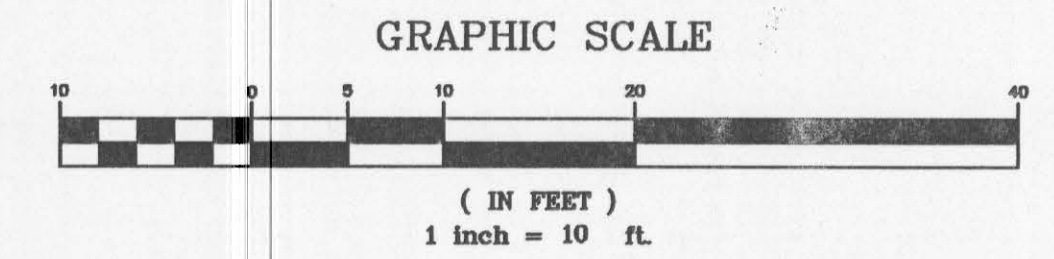 GRAPHIC SCALE
10 0 5 10 20 40
( IN FEET )
1 inch = 10 ft.